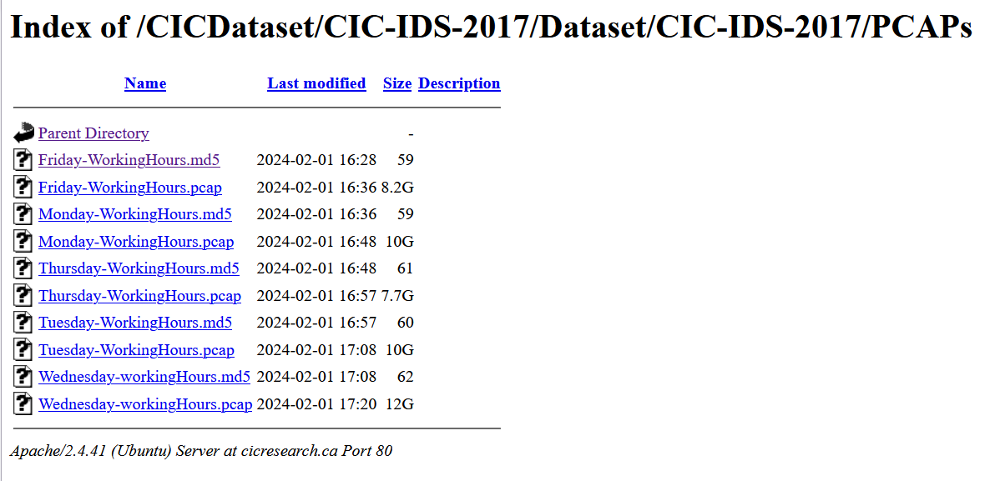 Index of /CICDataset/CIC-IDS-2017/Dataset/CIC-IDS-2017/PCAPs
Name Last modified Size Description
Parent Directory -
Friday-WorkingHours.md5 2024-02-01 16:28 59
Friday-WorkingHours.pcap 2024-02-01 16:36 8.2G
Monday-WorkingHours.md5 2024-02-01 16:36 59
Monday-WorkingHours.pcap 2024-02-01 16:48 10G
Thursday-WorkingHours.md5 2024-02-01 16:48 61
Thursday-WorkingHours.pcap 2024-02-01 16:57 7.7G
Tuesday-WorkingHours.md5 2024-02-01 16:57 60
Tuesday-WorkingHours.pcap 2024-02-01 17:08 10G
Wednesday-workingHours.md5 2024-02-01 17:08 62
Wednesday-workingHours.pcap 2024-02-01 17:20 12G
Apache/2.4.41 (Ubuntu) Server at cicresearch.ca Port 80